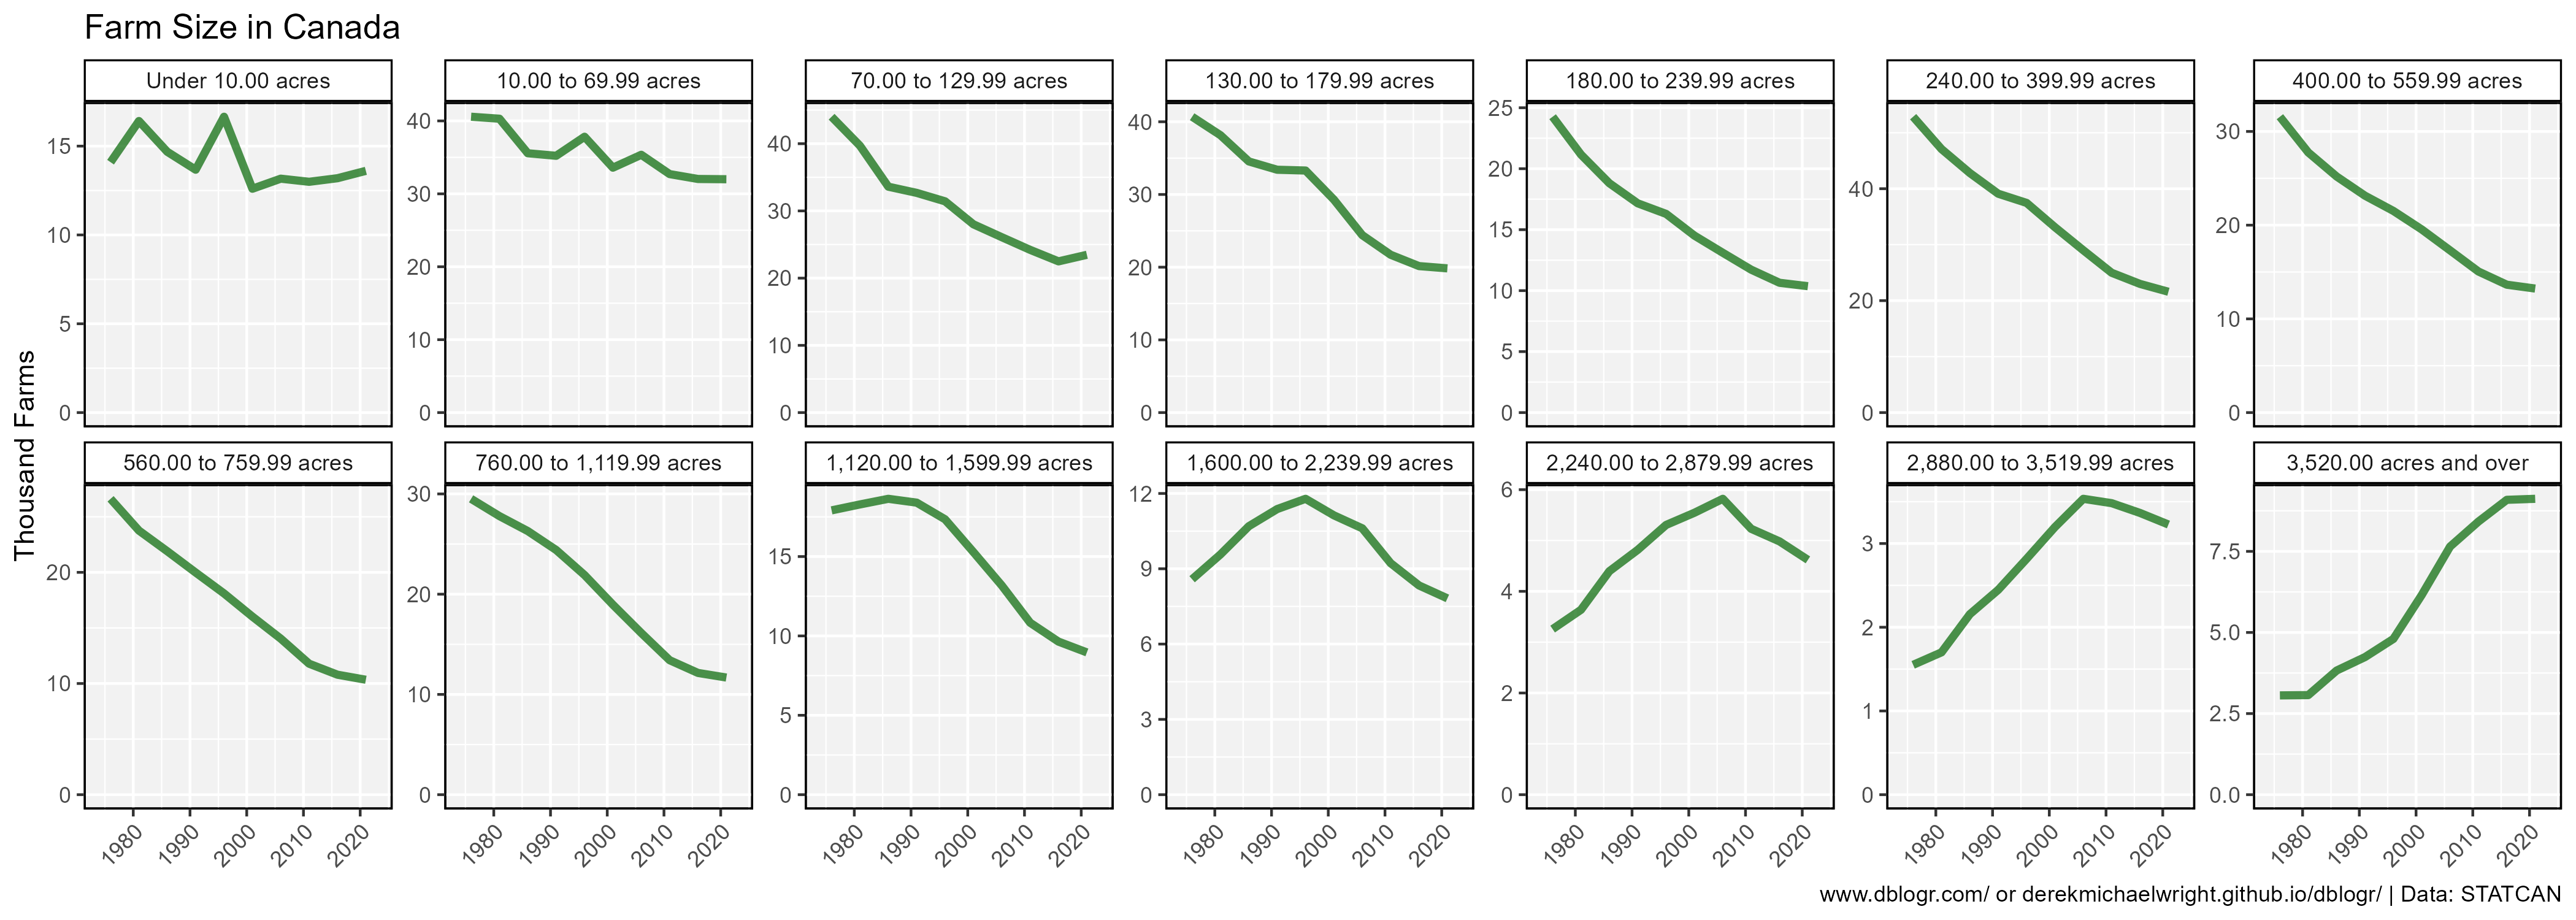 Farm Size in Canada
Under 10.00 acres
10.00 to 69.99 acres
70.00 to 129.99 acres
130.00 to 179.99 acres
180.00 to 239.99 acres
240.00 to 399.99 acres
400.00 to 559.99 acres
15
10
5
0
40
30
20
10
0
40
30
20
10
0
40
30
20
10
0
25
20
15
10
5
0
40
20
0
30
20
10
0
Thousand Farms
560.00 to 759.99 acres
760.00 to 1,119.99 acres
1,120.00 to 1,599.99 acres
1,600.00 to 2,239.99 acres
2,240.00 to 2,879.99 acres
2,880.00 to 3,519.99 acres
3,520.00 acres and over
20
10
0
30
20
10
0
15
10
5
0
12
9
6
3
0
6
4
2
0
3
2
1
0
7.5
5.0
2.5
0.0
1980 1990 2000 2010 2020
1980 1990 2000 2010 2020
1980 1990 2000 2010 2020
1980 1990 2000 2010 2020
1980 1990 2000 2010 2020
1980 1990 2000 2010 2020
1980 1990 2000 2010 2020
www.dblogr.com/ or derekmichaelwright.github.io/dblogr/ | Data: STATCAN